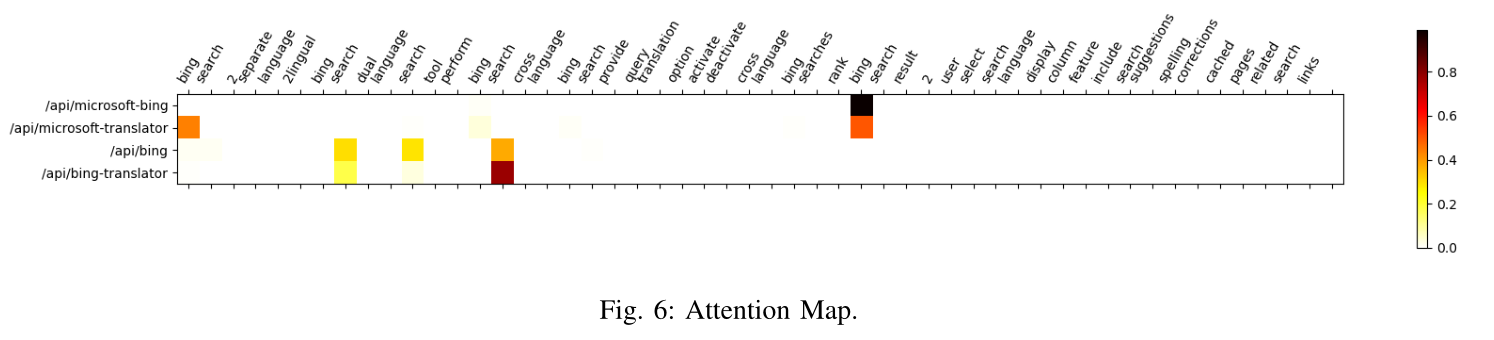 bing search 2 separate language 2lingual bing search dual language search tool perform bing search cross language bing search provide query translation option activate deactivate cross language bing searches rank bing search result 2 user select search language display column feature include search suggestions spelling corrections cached pages related search links
/api/microsoft-bing
/api/microsoft-translator
/api/bing
/api/bing-translator
0.8
0.6
0.4
0.2
0.0
Fig. 6: Attention Map.